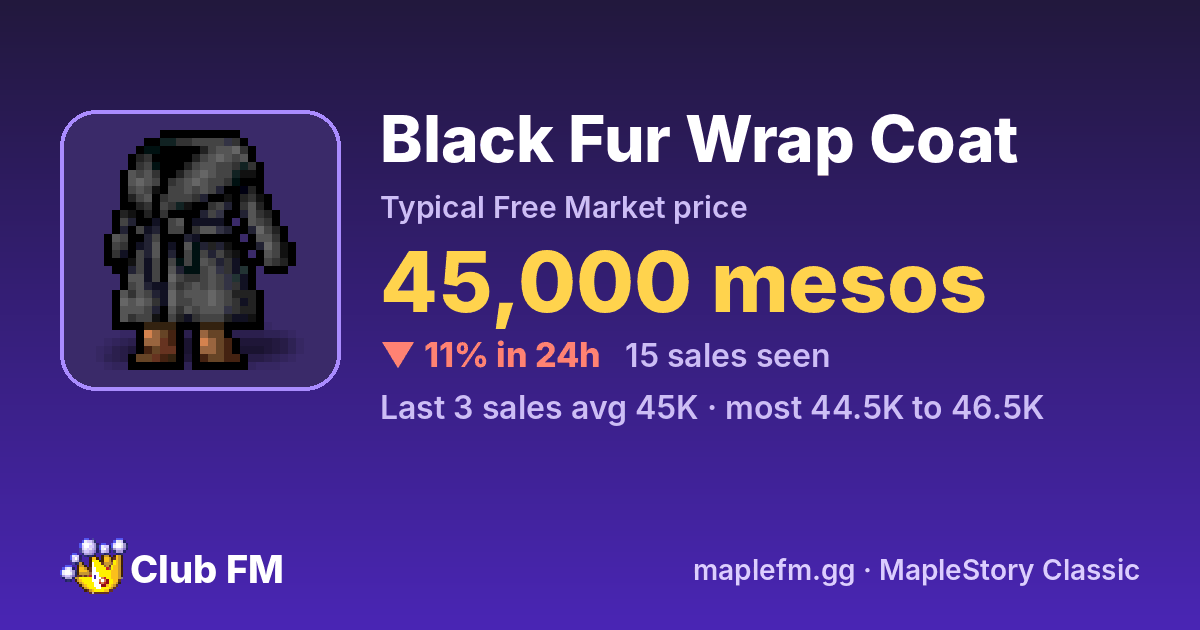 Black Fur Wrap Coat
Typical Free Market price
45,000 mesos
▼ 11% in 24h 15 sales seen
Last 3 sales avg 45K · most 44.5K to 46.5K
Club FM
maplefm.gg · MapleStory Classic